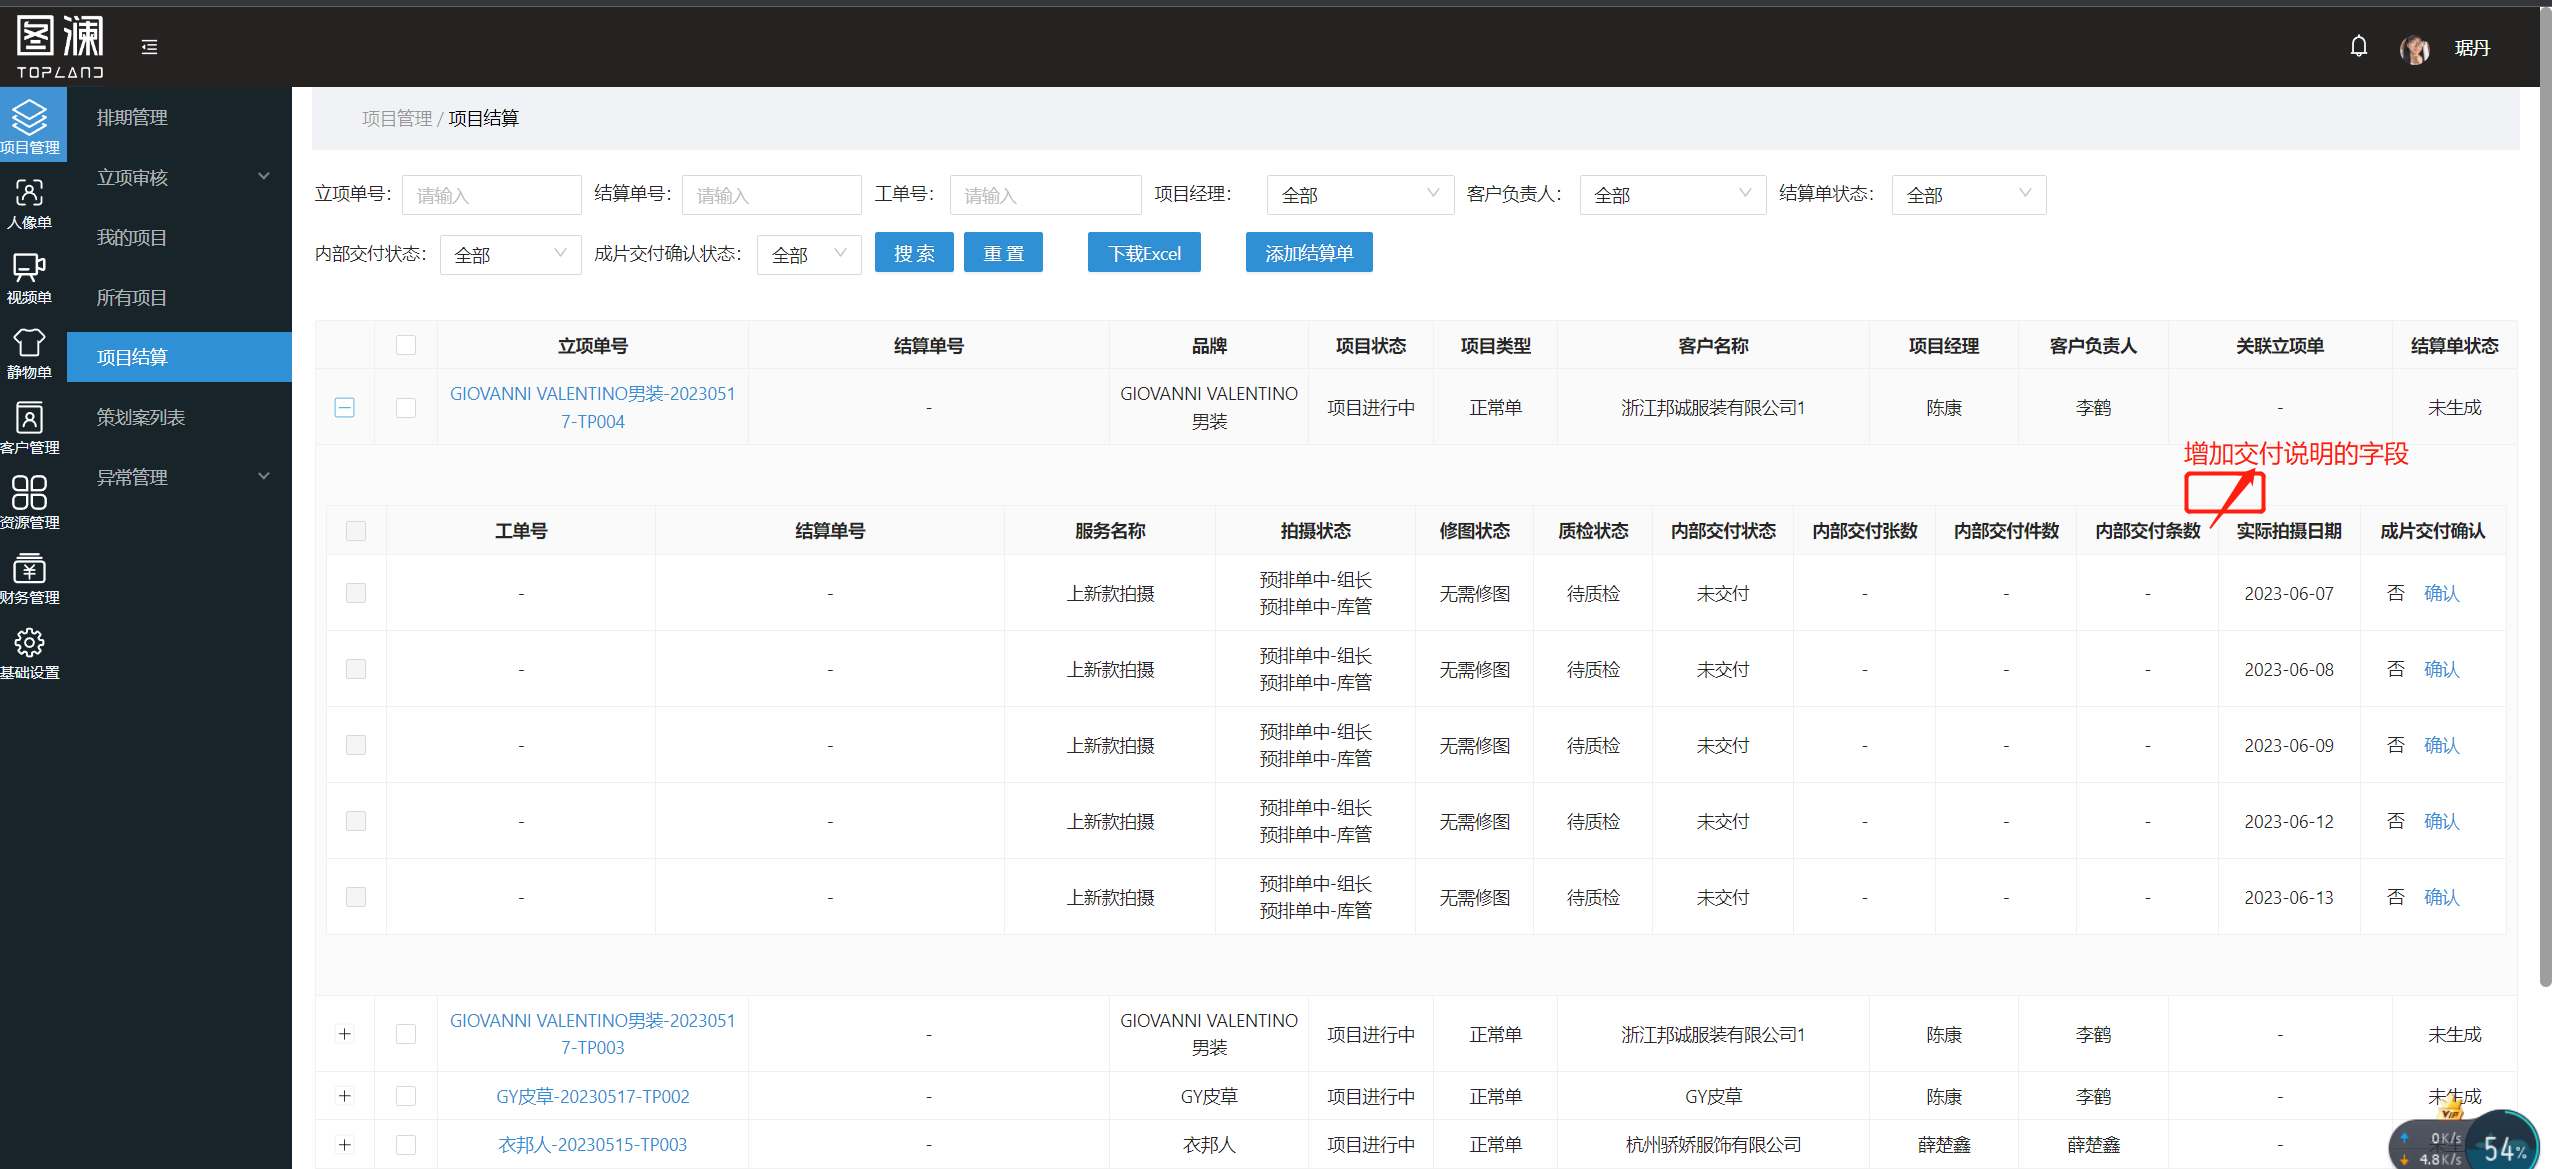 图澜
TOPLAND
琚丹
项目管理
人像单
视频单
静物单
客户管理
资源管理
财务管理
基础设置
排期管理
立项审核
我的项目
所有项目
项目结算
策划案列表
异常管理
项目管理 / 项目结算
立项单号: 请输入 结算单号: 请输入 工单号: 请输入 项目经理: 全部 客户负责人: 全部 结算单状态: 全部
内部交付状态: 全部 成片交付确认状态: 全部 搜 索 重 置 下载Excel 添加结算单
立项单号 结算单号 品牌 项目状态 项目类型 客户名称 项目经理 客户负责人 关联立项单 结算单状态
GIOVANNI VALENTINO男装-2023051
7-TP004
-
GIOVANNI VALENTINO
男装
项目进行中 正常单 浙江邦诚服装有限公司1 陈康 李鹤 - 未生成
增加交付说明的字段
工单号 结算单号 服务名称 拍摄状态 修图状态 质检状态 内部交付状态 内部交付张数 内部交付件数 内部交付条数 实际拍摄日期 成片交付确认
- - 上新款拍摄
预排单中-组长
预排单中-库管
无需修图 待质检 未交付 - - - 2023-06-07 否 确认
- - 上新款拍摄
预排单中-组长
预排单中-库管
无需修图 待质检 未交付 - - - 2023-06-08 否 确认
- - 上新款拍摄
预排单中-组长
预排单中-库管
无需修图 待质检 未交付 - - - 2023-06-09 否 确认
- - 上新款拍摄
预排单中-组长
预排单中-库管
无需修图 待质检 未交付 - - - 2023-06-12 否 确认
- - 上新款拍摄
预排单中-组长
预排单中-库管
无需修图 待质检 未交付 - - - 2023-06-13 否 确认
GIOVANNI VALENTINO男装-2023051
7-TP003
-
GIOVANNI VALENTINO
男装
项目进行中 正常单 浙江邦诚服装有限公司1 陈康 李鹤 - 未生成
GY皮草-20230517-TP002 - GY皮草 项目进行中 正常单 GY皮草 陈康 李鹤 - 未生成
衣邦人-20230515-TP003 - 衣邦人 项目进行中 正常单 杭州骄娇服饰有限公司 薛楚鑫 薛楚鑫 -
VIP
0K/s
4.8K/s
54%